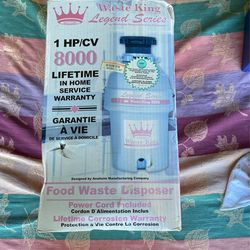 Waste King
Legend Series
1 HP/CV
8000
LIFETIME
IN HOME
SERVICE
WARRANTY
GARANTIE
À VIE
DE SERVICE À DOMICILE
Designed by Anaheim Manufacturing Company
Food Waste Disposer
Power Cord Included
Cordon D'Alimentation Inclus
Lifetime Corrosion Warranty
Protection à Vie Contre La Corrosion